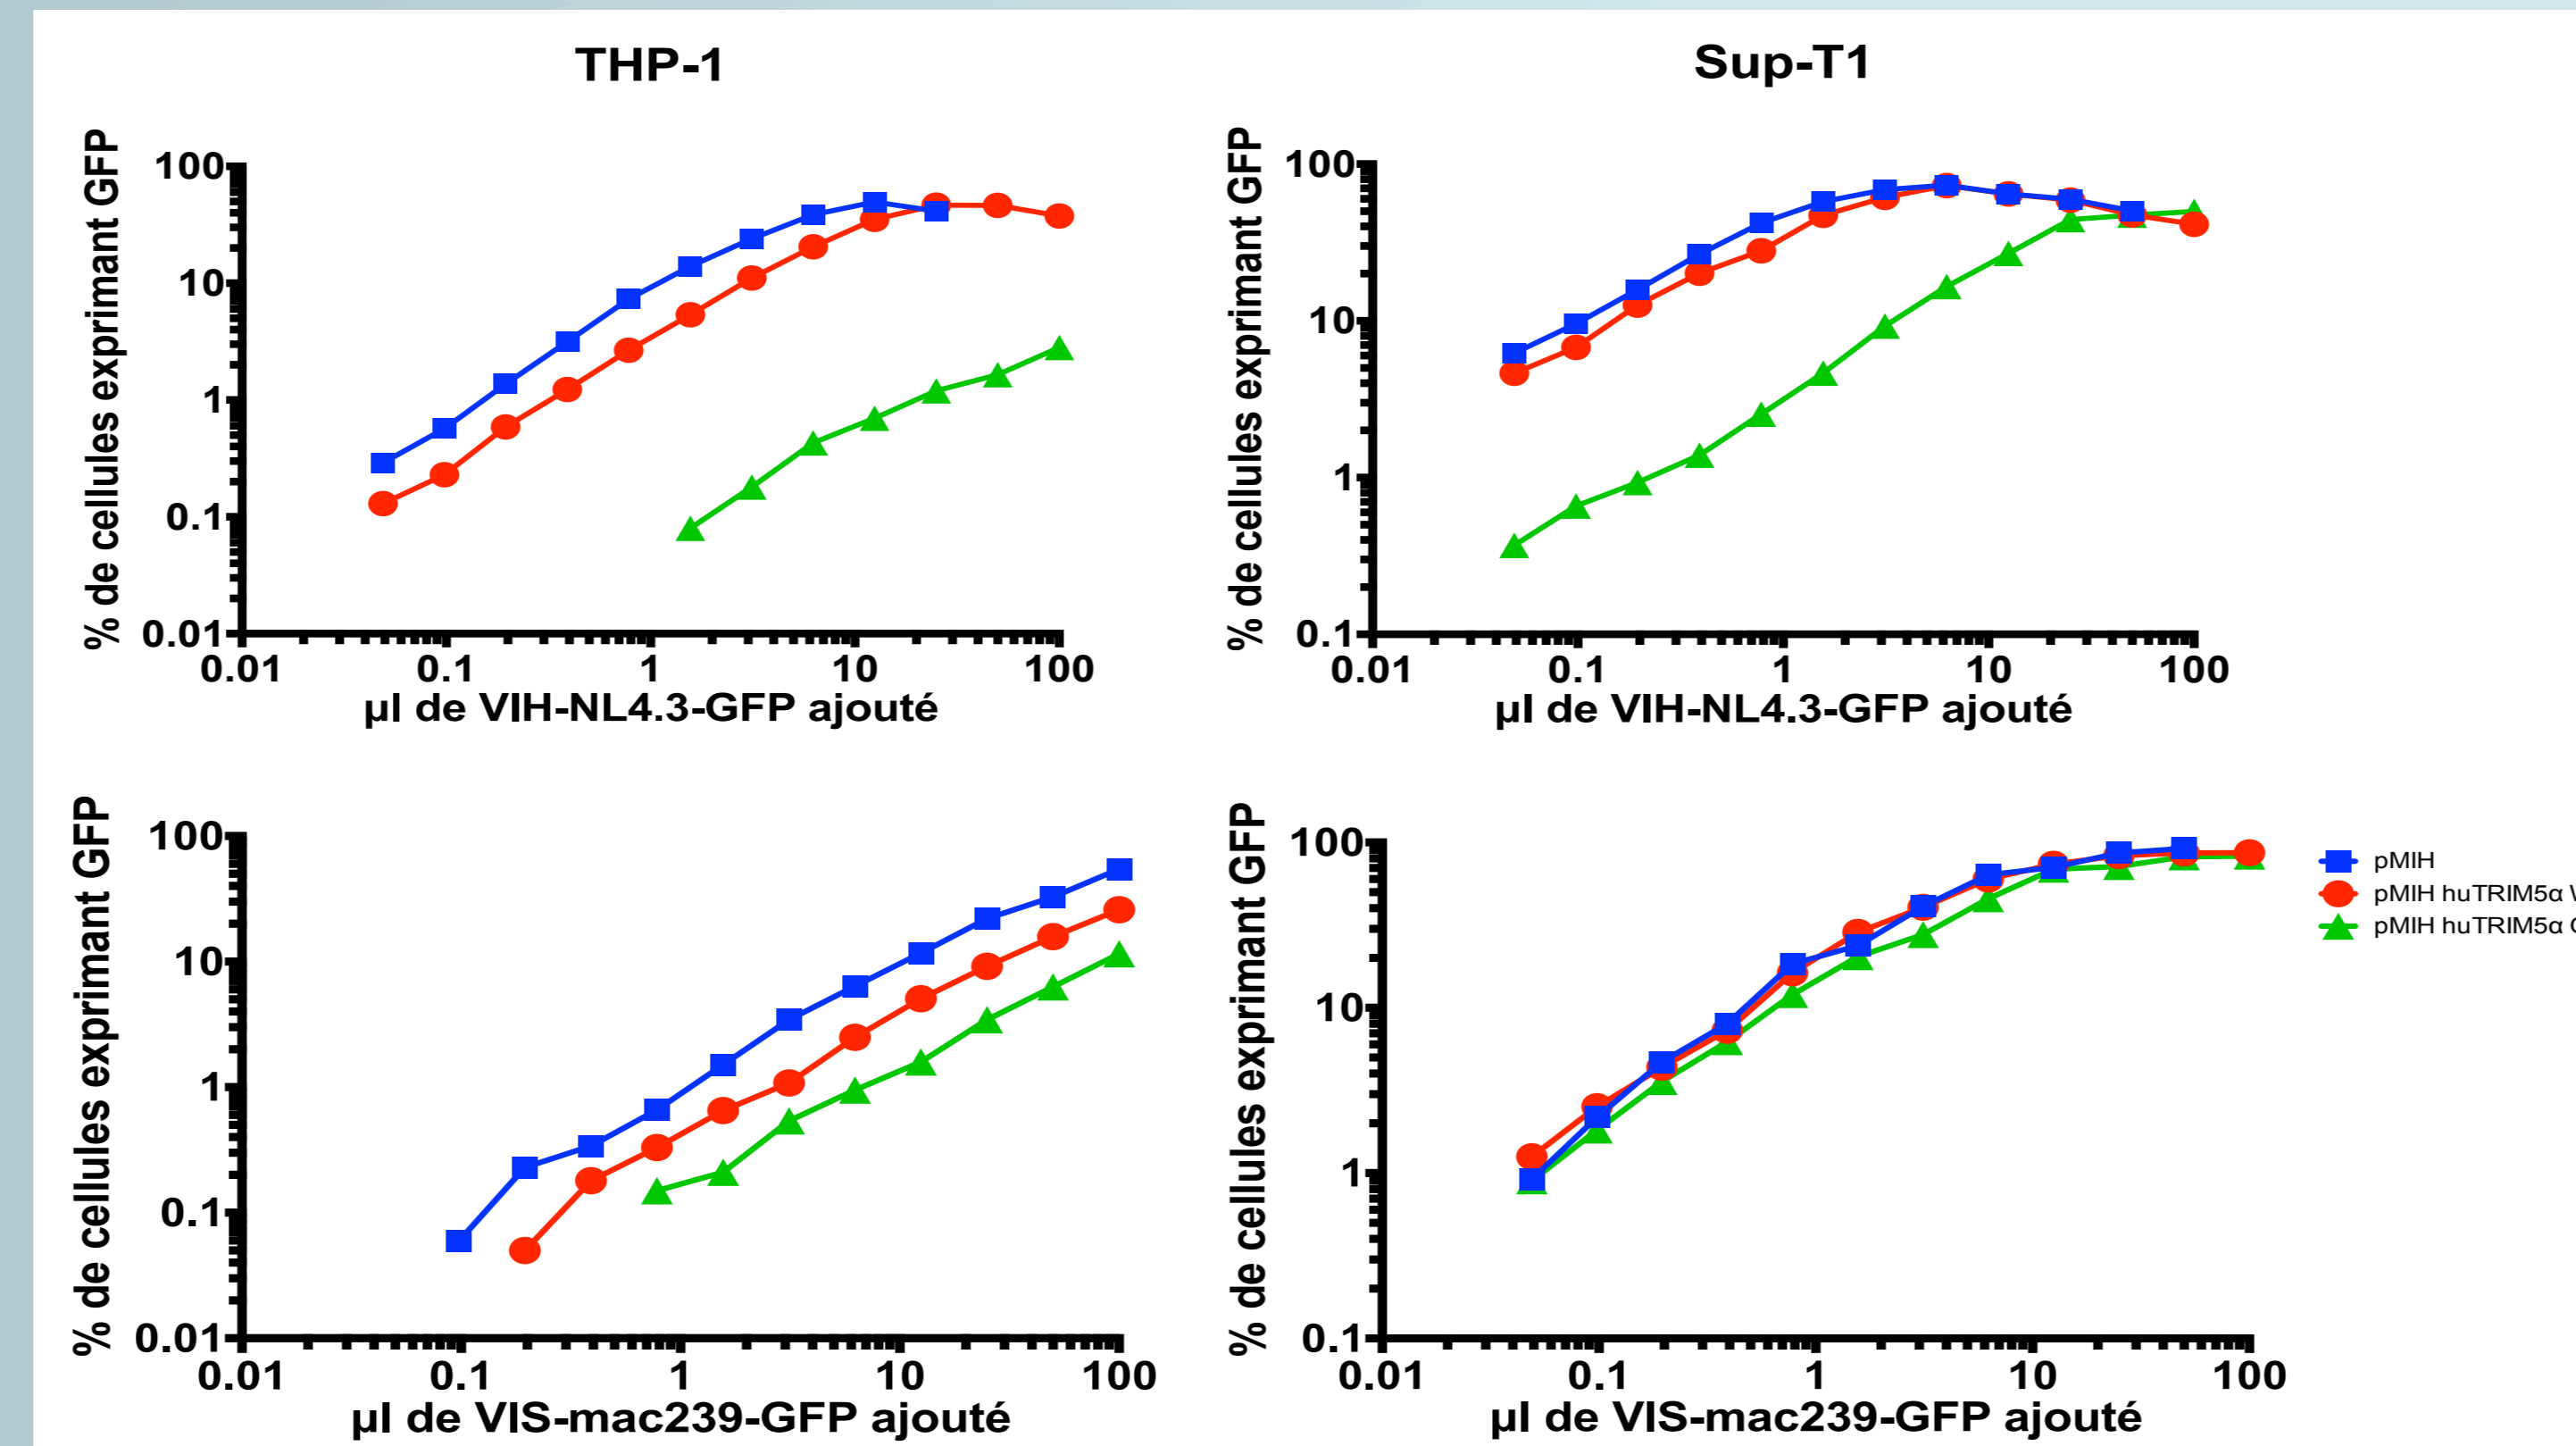 THP-1
Sup-T1
% de cellules exprimant GFP
100
10
1
0.1
0.01
0.01 0.1 1 10 100
µl de VIH-NL4.3-GFP ajouté
% de cellules exprimant GFP
100
10
1
0.1
0.01 0.1 1 10 100
µl de VIH-NL4.3-GFP ajouté
% de cellules exprimant GFP
100
10
1
0.1
0.01
0.01 0.1 1 10 100
µl de VIS-mac239-GFP ajouté
% de cellules exprimant GFP
100
10
1
0.1
0.01 0.1 1 10 100
µl de VIS-mac239-GFP ajouté
pMIH
pMIH huTRIM5α
pMIH huTRIM5α